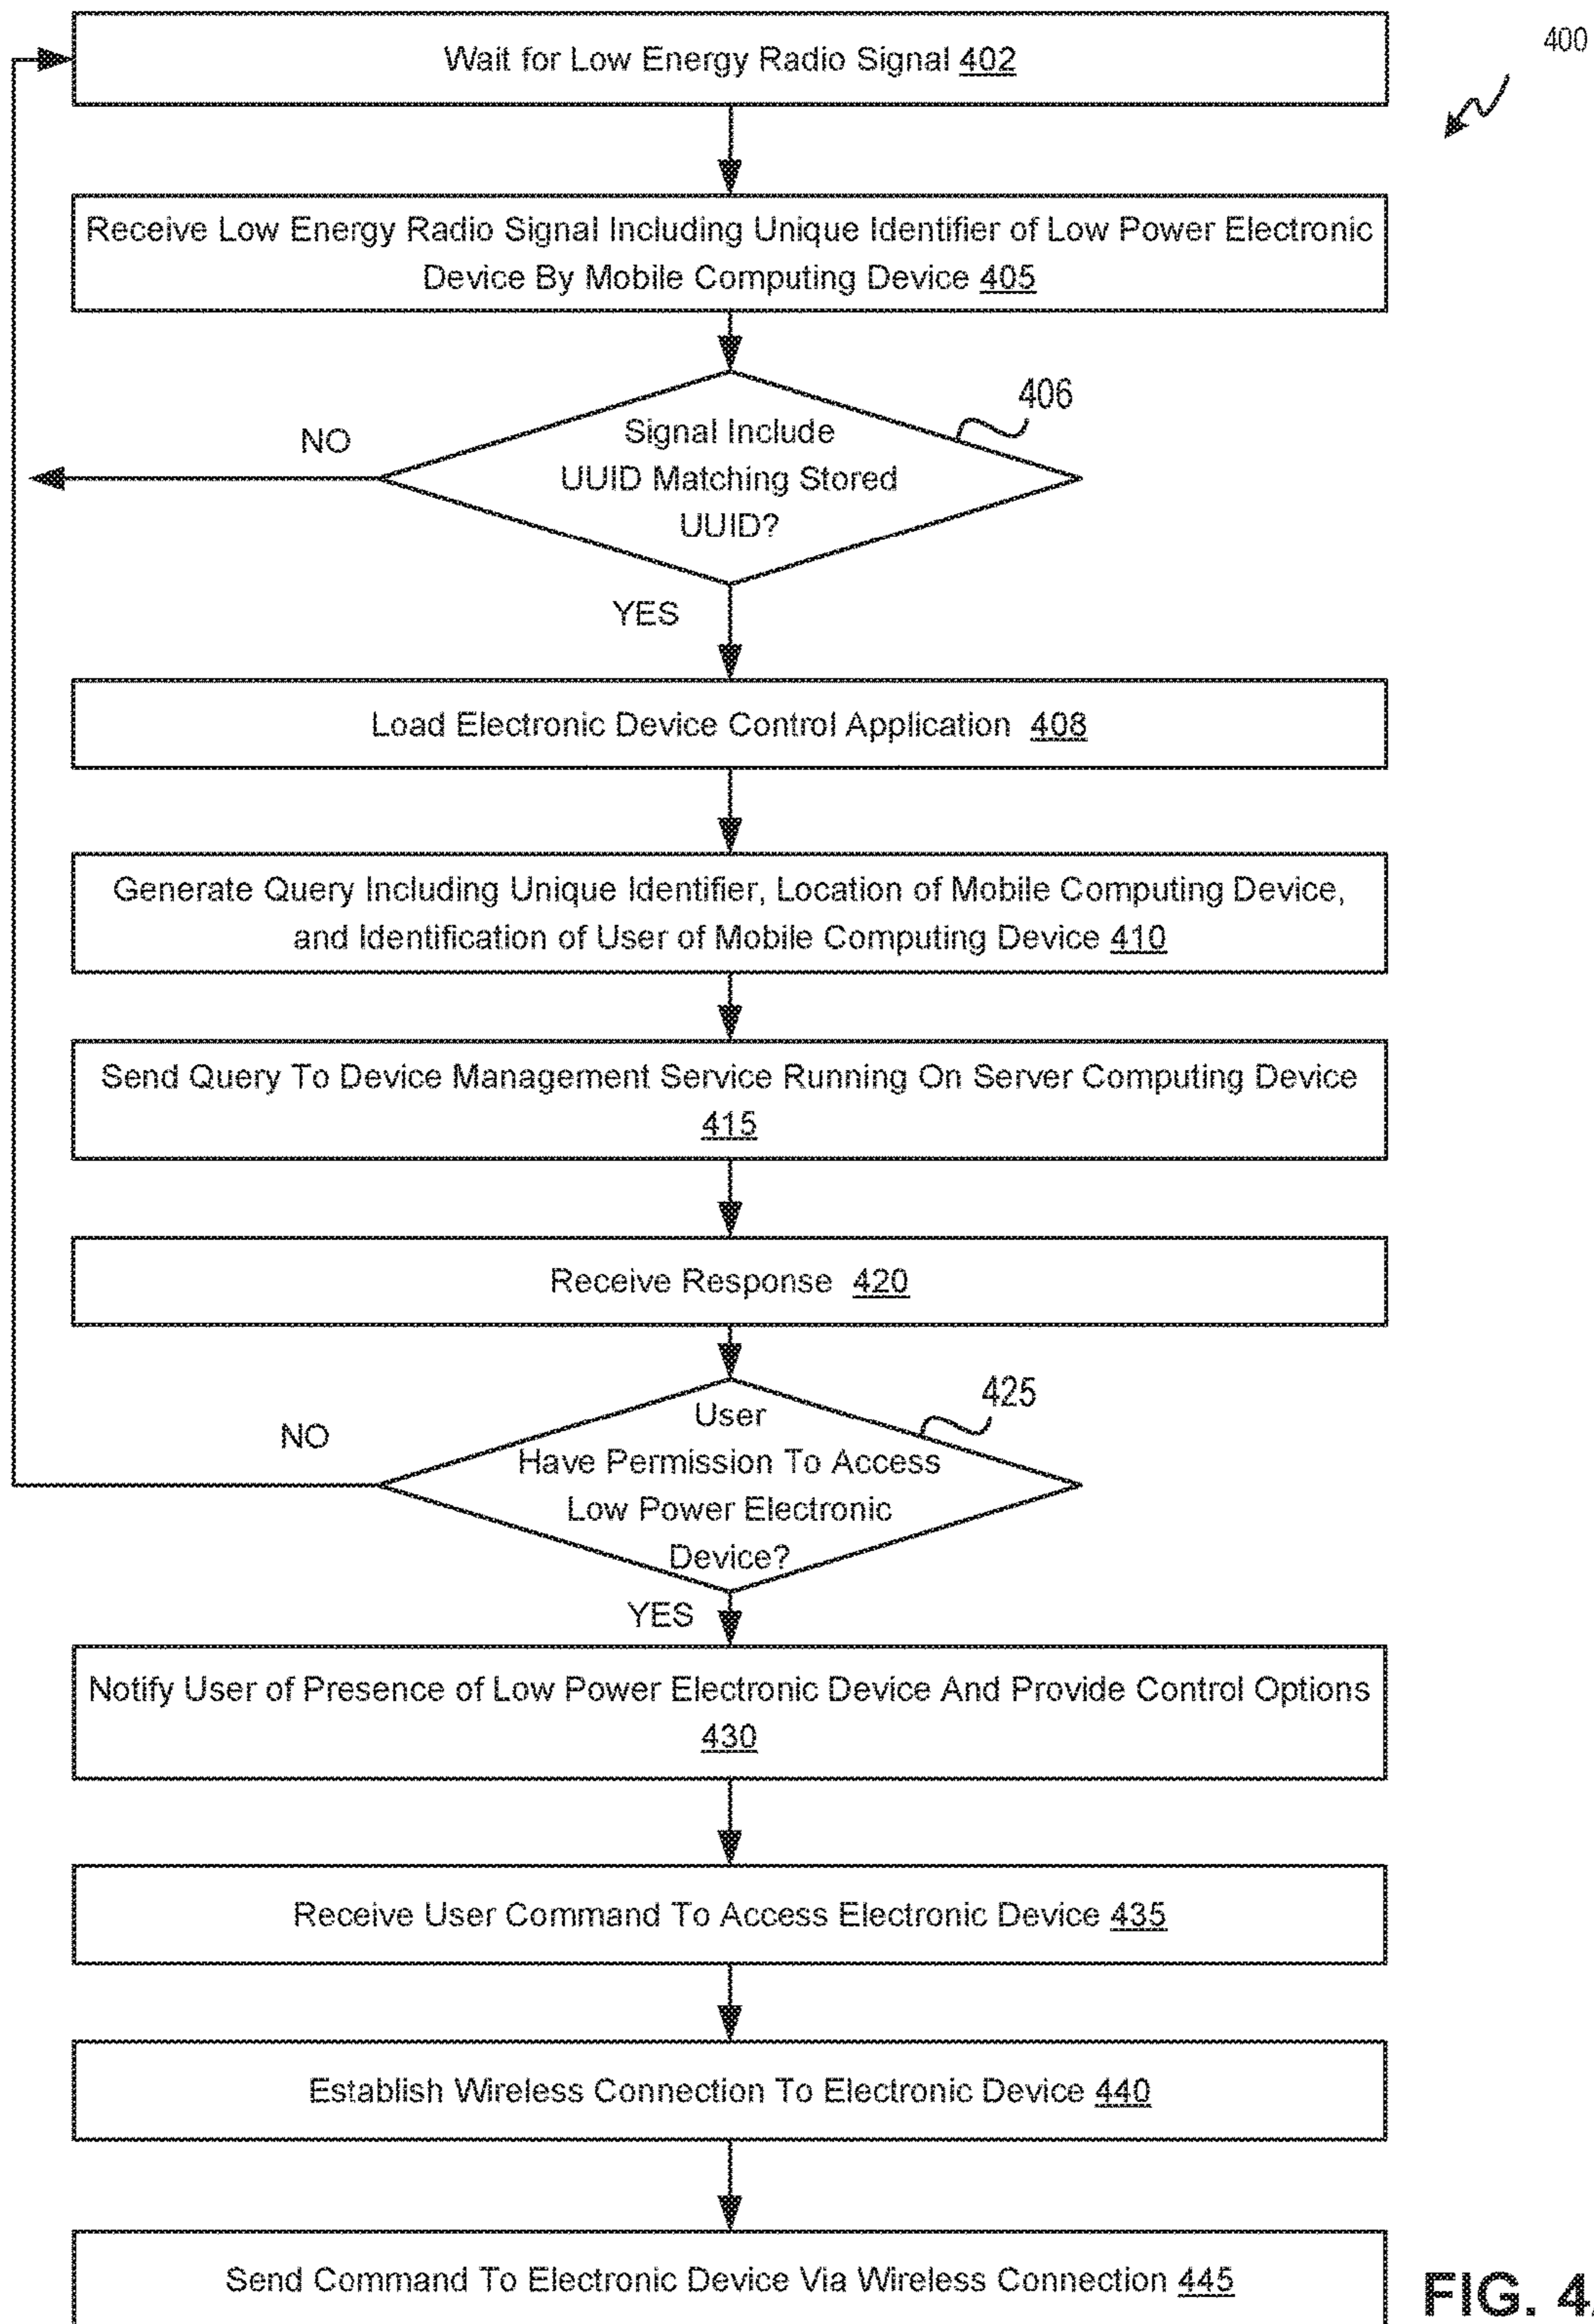 400
Wait for Low Energy Radio Signal 402
Receive Low Energy Radio Signal Including Unique Identifier of Low Power Electronic
Device By Mobile Computing Device 405
406
Signal Include
UUID Matching Stored
UUID?
NO
YES
Load Electronic Device Control Application 408
Generate Query Including Unique Identifier, Location of Mobile Computing Device,
and Identification of User of Mobile Computing Device 410
Send Query To Device Management Service Running On Server Computing Device
415
Receive Response 420
425
User
Have Permission To Access
Low Power Electronic
Device?
NO
YES
Notify User of Presence of Low Power Electronic Device And Provide Control Options
430
Receive User Command To Access Electronic Device 435
Establish Wireless Connection To Electronic Device 440
Send Command To Electronic Device Via Wireless Connection 445
FIG. 4